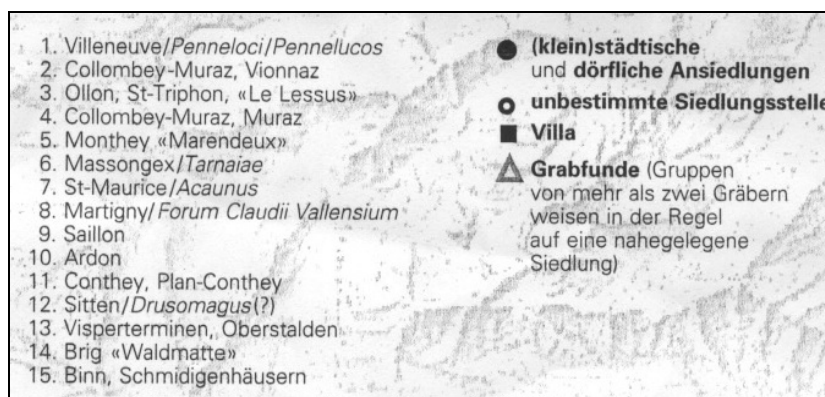 1. Villeneuve/Penneloci/Pennelucos
2. Collombey-Muraz, Vionnaz
3. Ollon, St-Triphon, «Le Lessus»
4. Collombey-Muraz, Muraz
5. Monthey «Marendeux»
6. Massongex/Tarnaiae
7. St-Maurice/Acaunus
8. Martigny/Forum Claudii Vallensium
9. Saillon
10. Ardon
11. Conthey, Plan-Conthey
12. Sitten/Drusomagus(?)
13. Visperterminen, Oberstalden
14. Brig «Waldmatte»
15. Binn, Schmidigenhäusern
(klein)städtische
und dörfliche Ansiedlungen
unbestimmte Siedlungsstelle
Villa
Grabfunde (Gruppen
von mehr als zwei Gräbern
weisen in der Regel
auf eine nahegelegene
Siedlung)